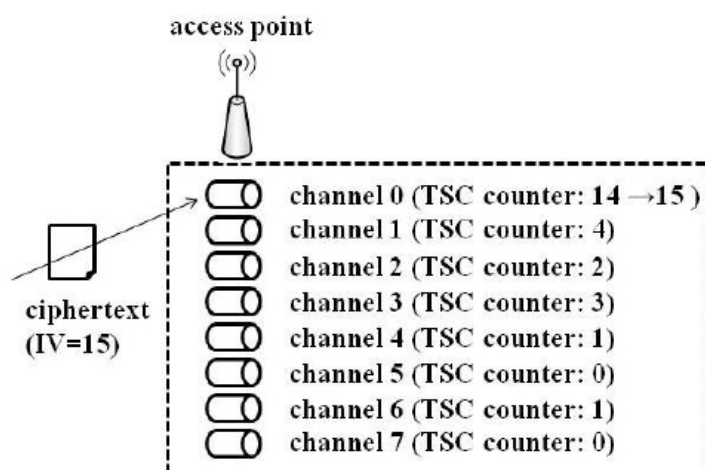 access point
channel 0 (TSC counter: 14 →15 )
channel 1 (TSC counter: 4)
channel 2 (TSC counter: 2)
channel 3 (TSC counter: 3)
channel 4 (TSC counter: 1)
channel 5 (TSC counter: 0)
channel 6 (TSC counter: 1)
channel 7 (TSC counter: 0)
ciphertext
(IV=15)